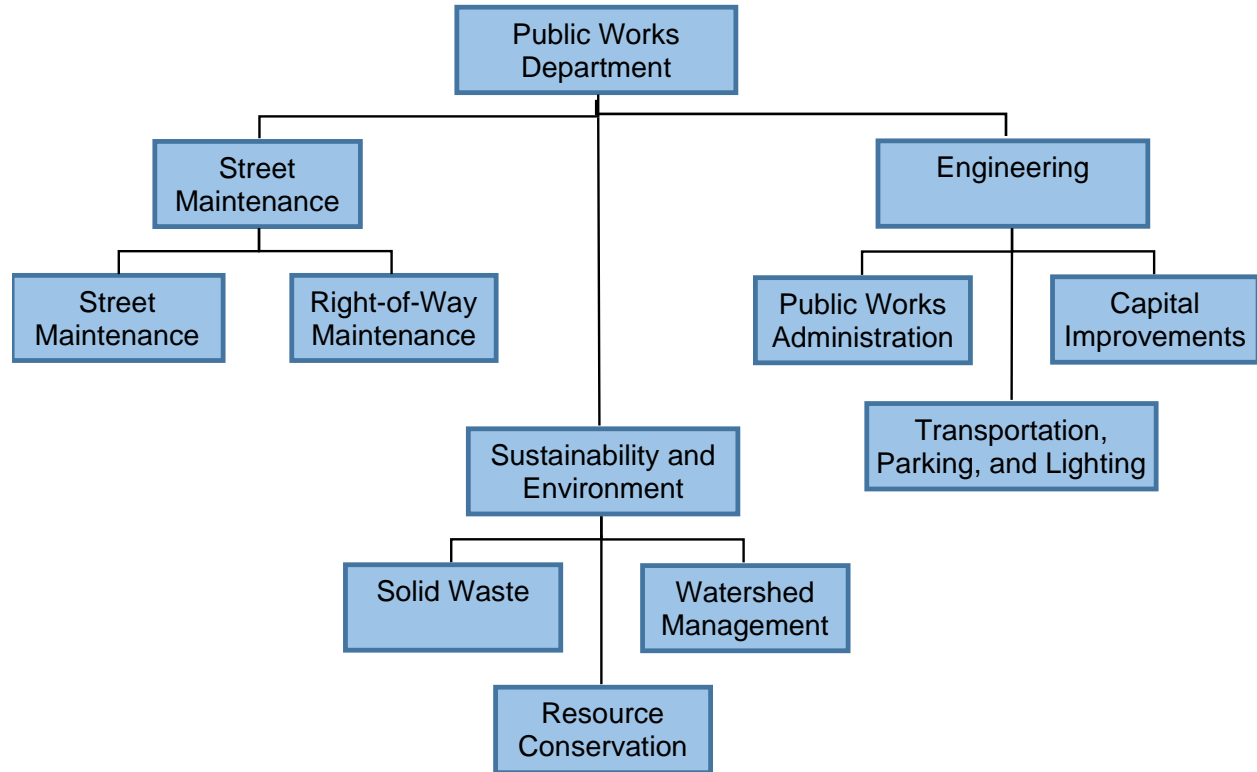 Public Works
Department
Street
Maintenance
Engineering
Street
Maintenance
Right-of-Way
Maintenance
Public Works
Administration
Capital
Improvements
Transportation,
Parking, and Lighting
Sustainability and
Environment
Solid Waste
Watershed
Management
Resource
Conservation